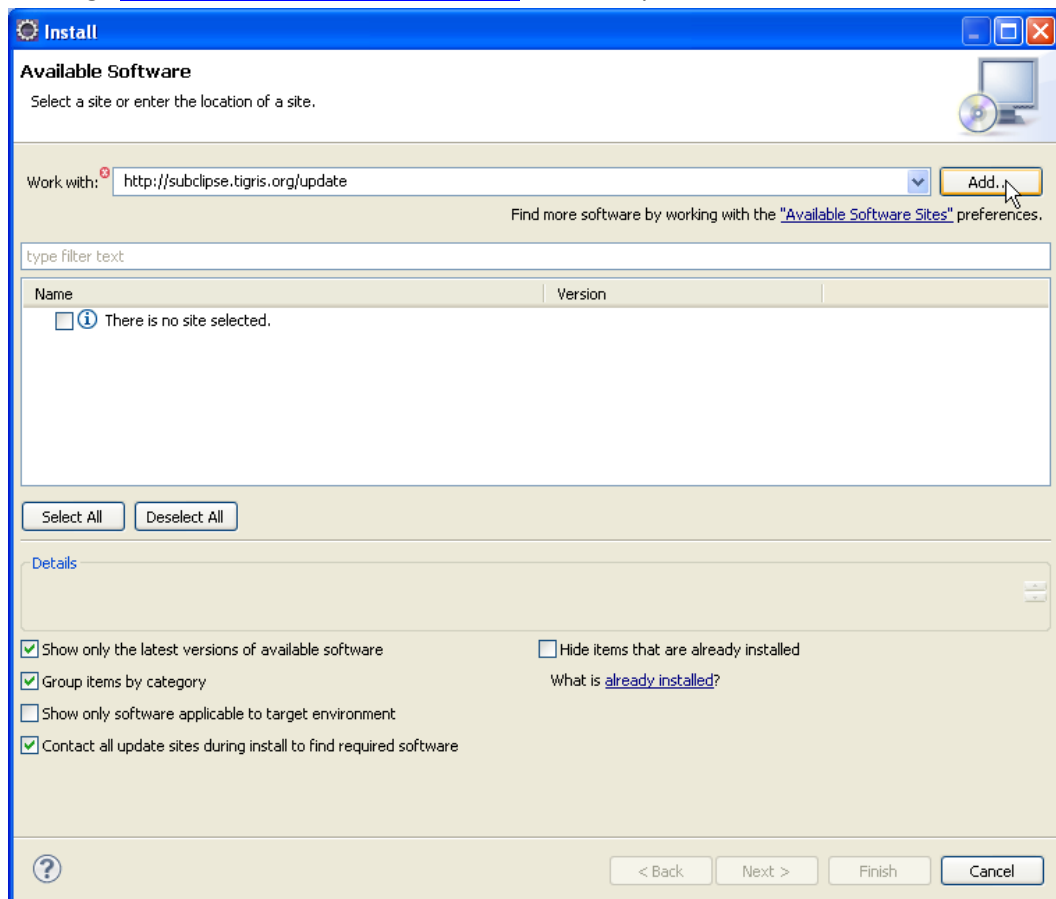 Install
Available Software
Select a site or enter the location of a site.
Work with: http://subclipse.tigris.org/update Add...
Find more software by working with the "Available Software Sites" preferences.
type filter text
Name Version
There is no site selected.
Select All Deselect All
Details
Show only the latest versions of available software Hide items that are already installed
Group items by category What is already installed?
Show only software applicable to target environment
Contact all update sites during install to find required software
< Back Next > Finish Cancel